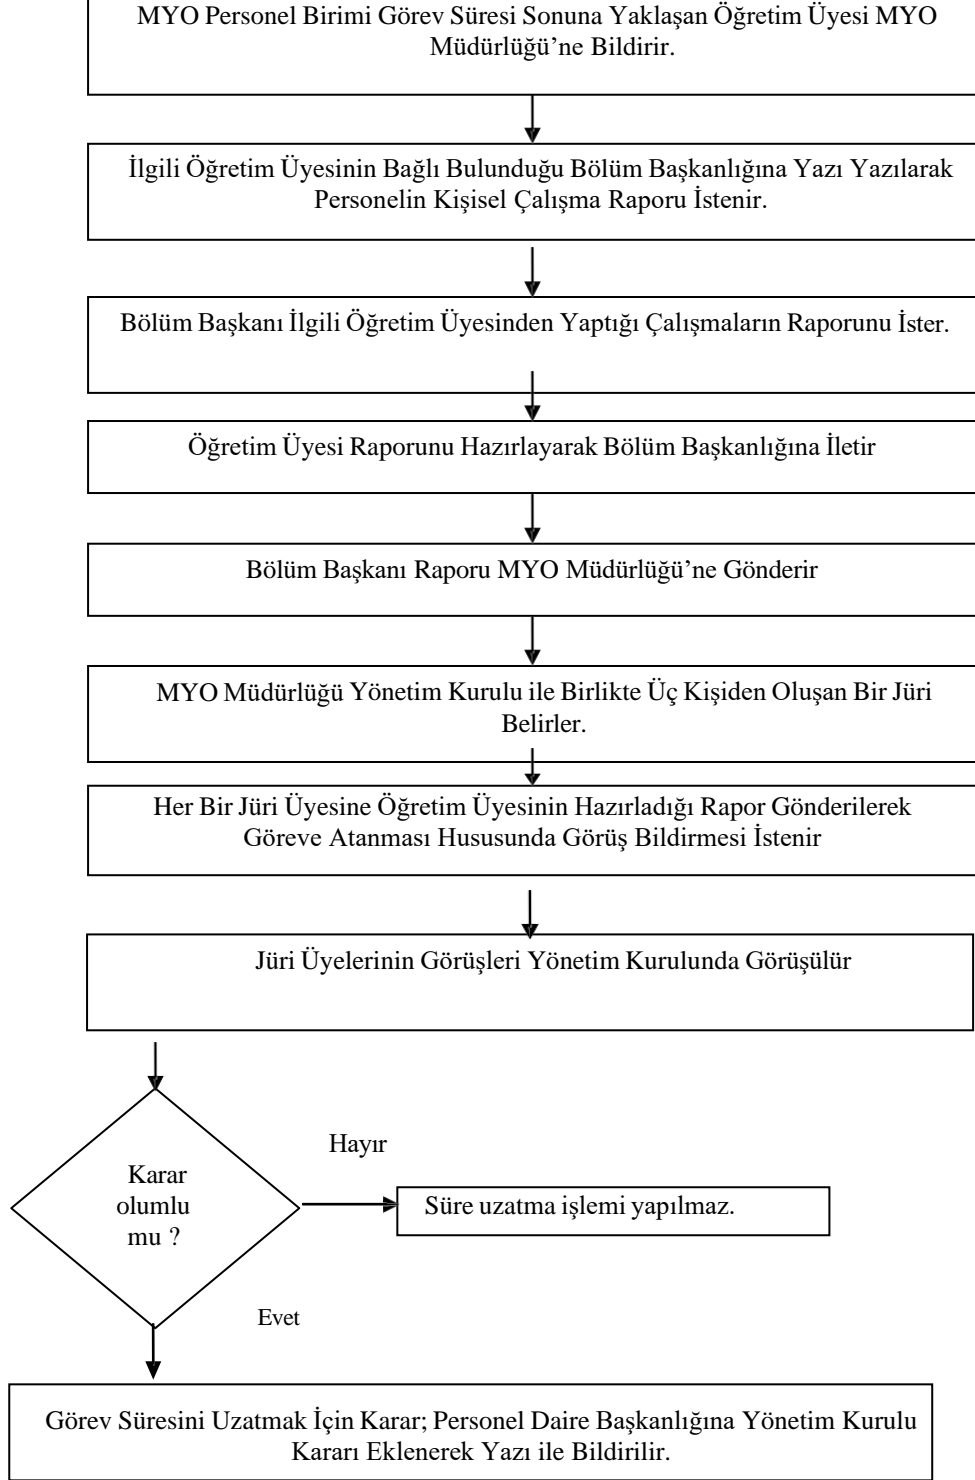 MYO Personel Birimi Görev Süresi Sonuna Yaklaşan Öğretim Üyesi MYO
Müdürlüğü’ne Bildirir.
İlgili Öğretim Üyesinin Bağlı Bulunduğu Bölüm Başkanlığına Yazı Yazılarak
Personelin Kişisel Çalışma Raporu İstenir.
Bölüm Başkanı İlgili Öğretim Üyesinden Yaptığı Çalışmaların Raporunu İster.
Öğretim Üyesi Raporunu Hazırlayarak Bölüm Başkanlığına İletir
Bölüm Başkanı Raporu MYO Müdürlüğü’ne Gönderir
MYO Müdürlüğü Yönetim Kurulu ile Birlikte Üç Kişiden Oluşan Bir Jüri
Belirler.
Her Bir Jüri Üyesine Öğretim Üyesinin Hazırladığı Rapor Gönderilerek
Göreve Atanması Hususunda Görüş Bildirmesi İstenir
Jüri Üyelerinin Görüşleri Yönetim Kurulunda Görüşülür
Karar
olumlu
mu ?
Hayır
Süre uzatma işlemi yapılmaz.
Evet
Görev Süresini Uzatmak İçin Karar; Personel Daire Başkanlığına Yönetim Kurulu
Kararı Eklenerek Yazı ile Bildirilir.